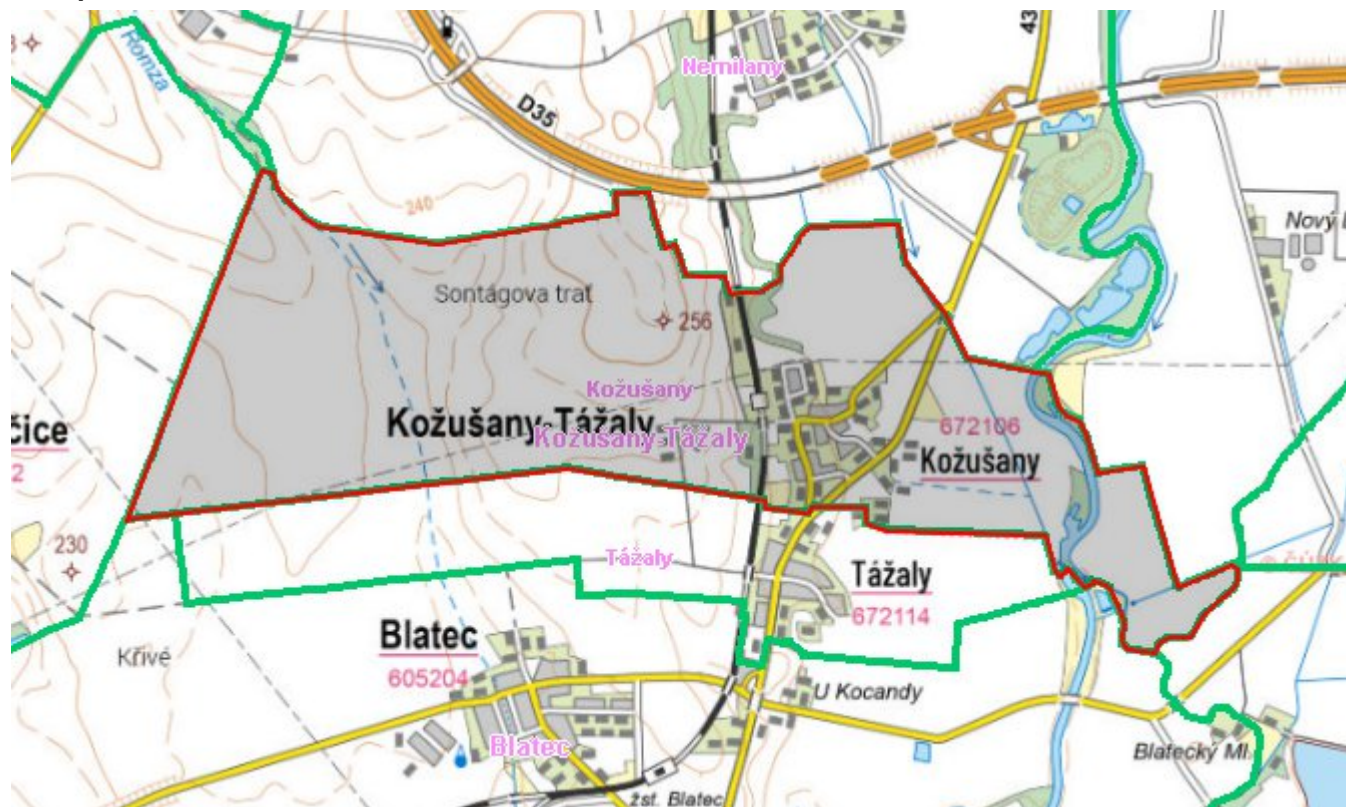 Romza
Nemilany
D35
43
240
Nový
Sontágova trať
256
Kožušany
čice
2
Kožušany-Tážaly
Kožušany-Tážaly
672106
Kožušany
230
Tážaly
Tážaly
672114
Křivé
Blatec
605204
U Kocandy
Blatec
Blatecký Ml.
žst. Blatec